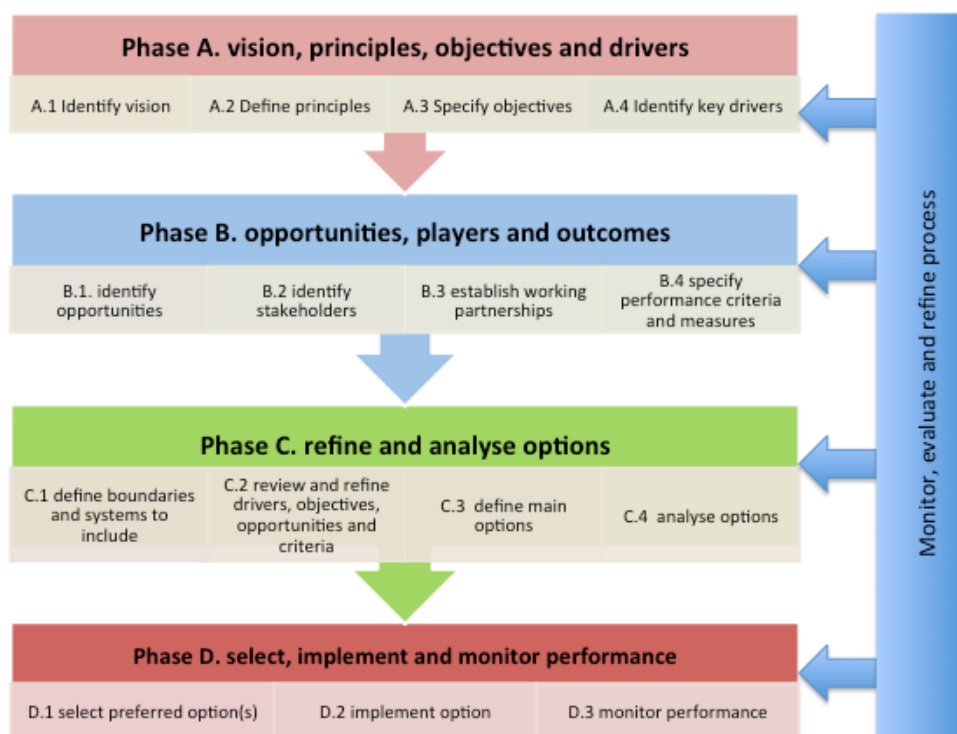 Phase A. vision, principles, objectives and drivers
A.1 Identify vision
A.2 Define principles
A.3 Specify objectives
A.4 Identify key drivers
Phase B. opportunities, players and outcomes
B.1. identify
opportunities
B.2 identify
stakeholders
B.3 establish working
partnerships
B.4 specify
performance criteria
and measures
Phase C. refine and analyse options
C.1 define boundaries
and systems to
include
C.2 review and refine
drivers, objectives,
opportunities and
criteria
C.3  define main
options
C.4  analyse options
Phase D. select, implement and monitor performance
D.1 select preferred option(s)
D.2 implement option
D.3 monitor performance
Monitor, evaluate and refine process